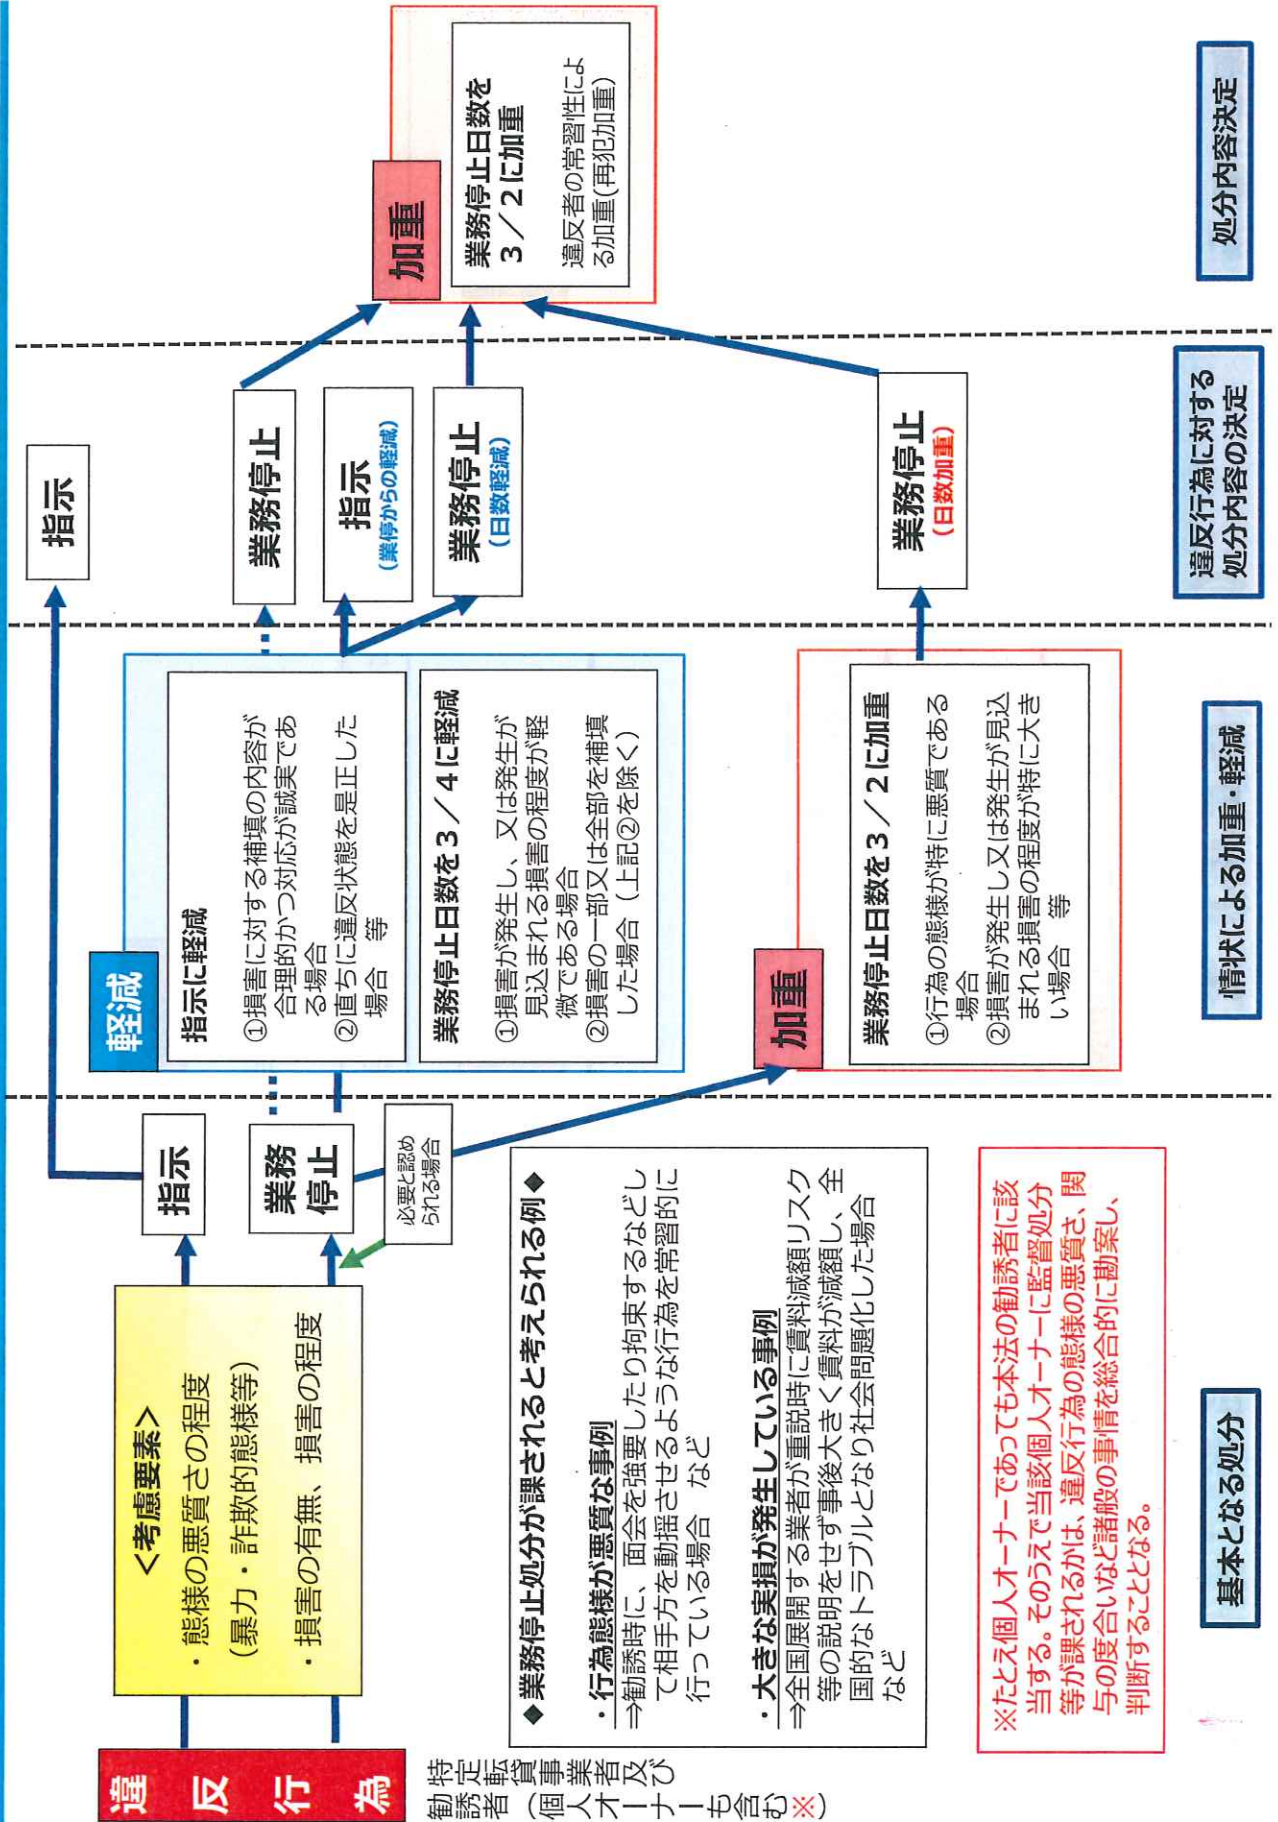 違反行為
特定転貸事業者及び
勧誘者（個人オーナーも含む※）
＜考慮要素＞
・態様の悪質さの程度
（暴力・詐欺的態様等）
・損害の有無、損害の程度
指示
業務
停止
必要と認め
られる場合
◆業務停止処分が課されると考えられる例◆
・行為態様が悪質な事例
⇒勧誘時に、面会を強要したり拘束するなどし
て相手方を動揺させるような行為を常習的に
行っている場合 など
・大きな実損が発生している事例
⇒全国展開する業者が重説時に賃料減額リスク
等の説明をせず事後大きく賃料が減額し、全
国的なトラブルとなり社会問題化した場合
など
※たとえ個人オーナーであっても本法の勧誘者に該
当する。そのうえで当該個人オーナーに監督処分
等が課されるかは、違反行為の態様の悪質さ、関
与の度合いなど諸般の事情を総合的に勘案し、
判断することとなる。
基本となる処分
軽減
指示に軽減
①損害に対する補填の内容が
合理的かつ対応が誠実であ
る場合
②直ちに違反状態を是正した
場合 等
業務停止日数を３／４に軽減
①損害が発生し、又は発生が
見込まれる損害の程度が軽
微である場合
②損害の一部又は全部を補填
した場合（上記②を除く）
加重
業務停止日数を３／２に加重
①行為の態様が特に悪質である
場合
②損害が発生し又は発生が見込
まれる損害の程度が特に大き
い場合 等
情状による加重・軽減
指示
業務停止
指示
（業停からの軽減）
業務停止
（日数軽減）
業務停止
（日数加重）
違反行為に対する
処分内容の決定
加重
業務停止日数を
３／２に加重
違反者の常習性によ
る加重(再犯加重)
処分内容決定